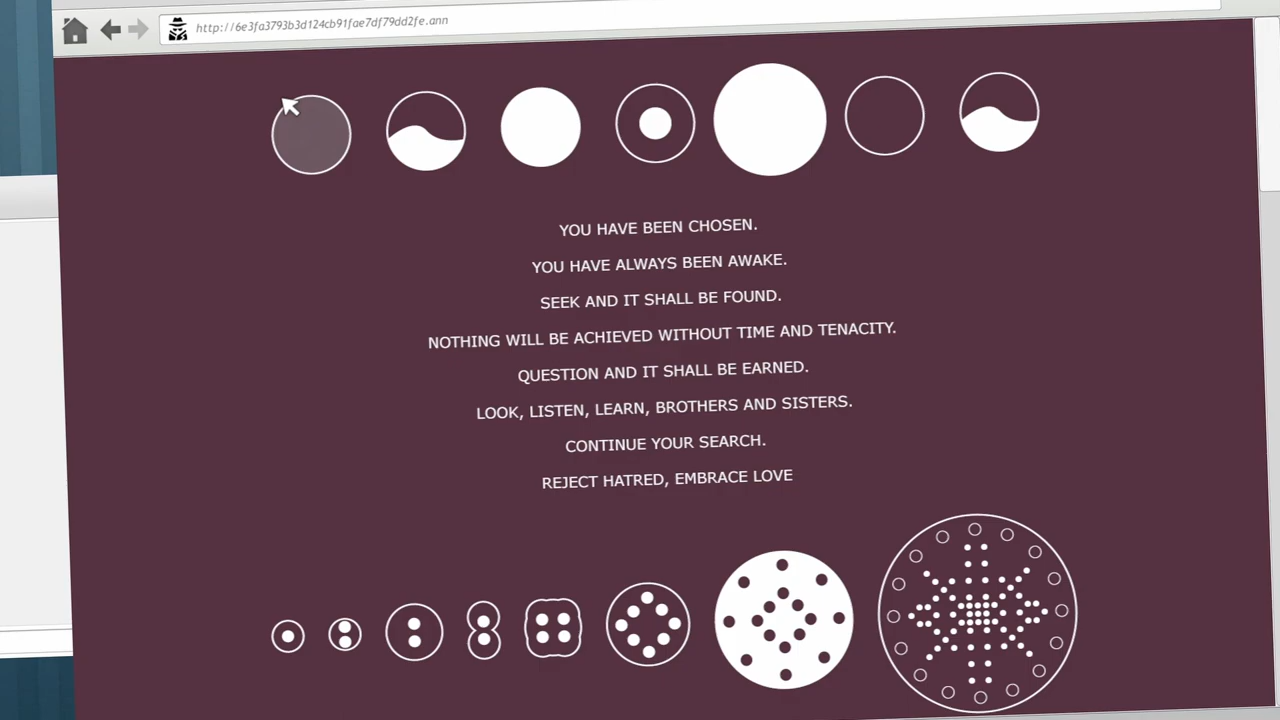 http://6e3fa3793b3d124cb91fae7df79dd2fe.ann
YOU HAVE BEEN CHOSEN.
YOU HAVE ALWAYS BEEN AWAKE.
SEEK AND IT SHALL BE FOUND.
NOTHING WILL BE ACHIEVED WITHOUT TIME AND TENACITY.
QUESTION AND IT SHALL BE EARNED.
LOOK, LISTEN, LEARN, BROTHERS AND SISTERS.
CONTINUE YOUR SEARCH.
REJECT HATRED, EMBRACE LOVE